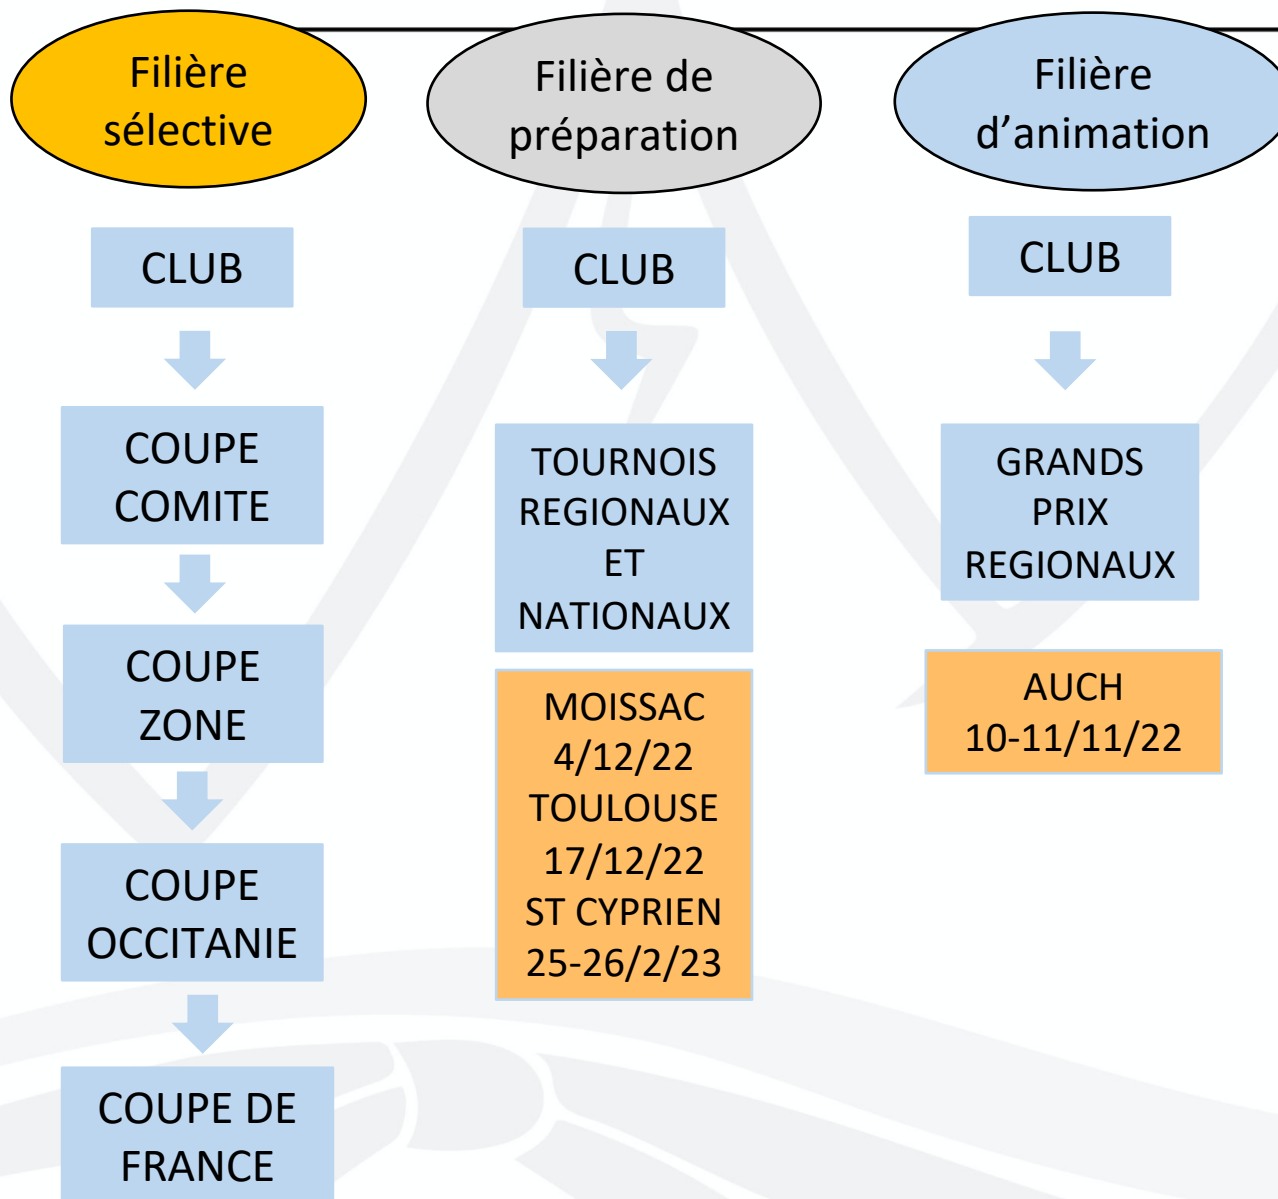 Filière
sélective
CLUB
COUPE
COMITE
COUPE
ZONE
COUPE
OCCITANIE
COUPE DE
FRANCE
Filière de
préparation
CLUB
TOURNOIS
REGIONAUX
ET
NATIONAUX
MOISSAC
4/12/22
TOULOUSE
17/12/22
ST CYPRIEN
25-26/2/23
Filière
d’animation
CLUB
GRANDS
PRIX
REGIONAUX
AUCH
10-11/11/22